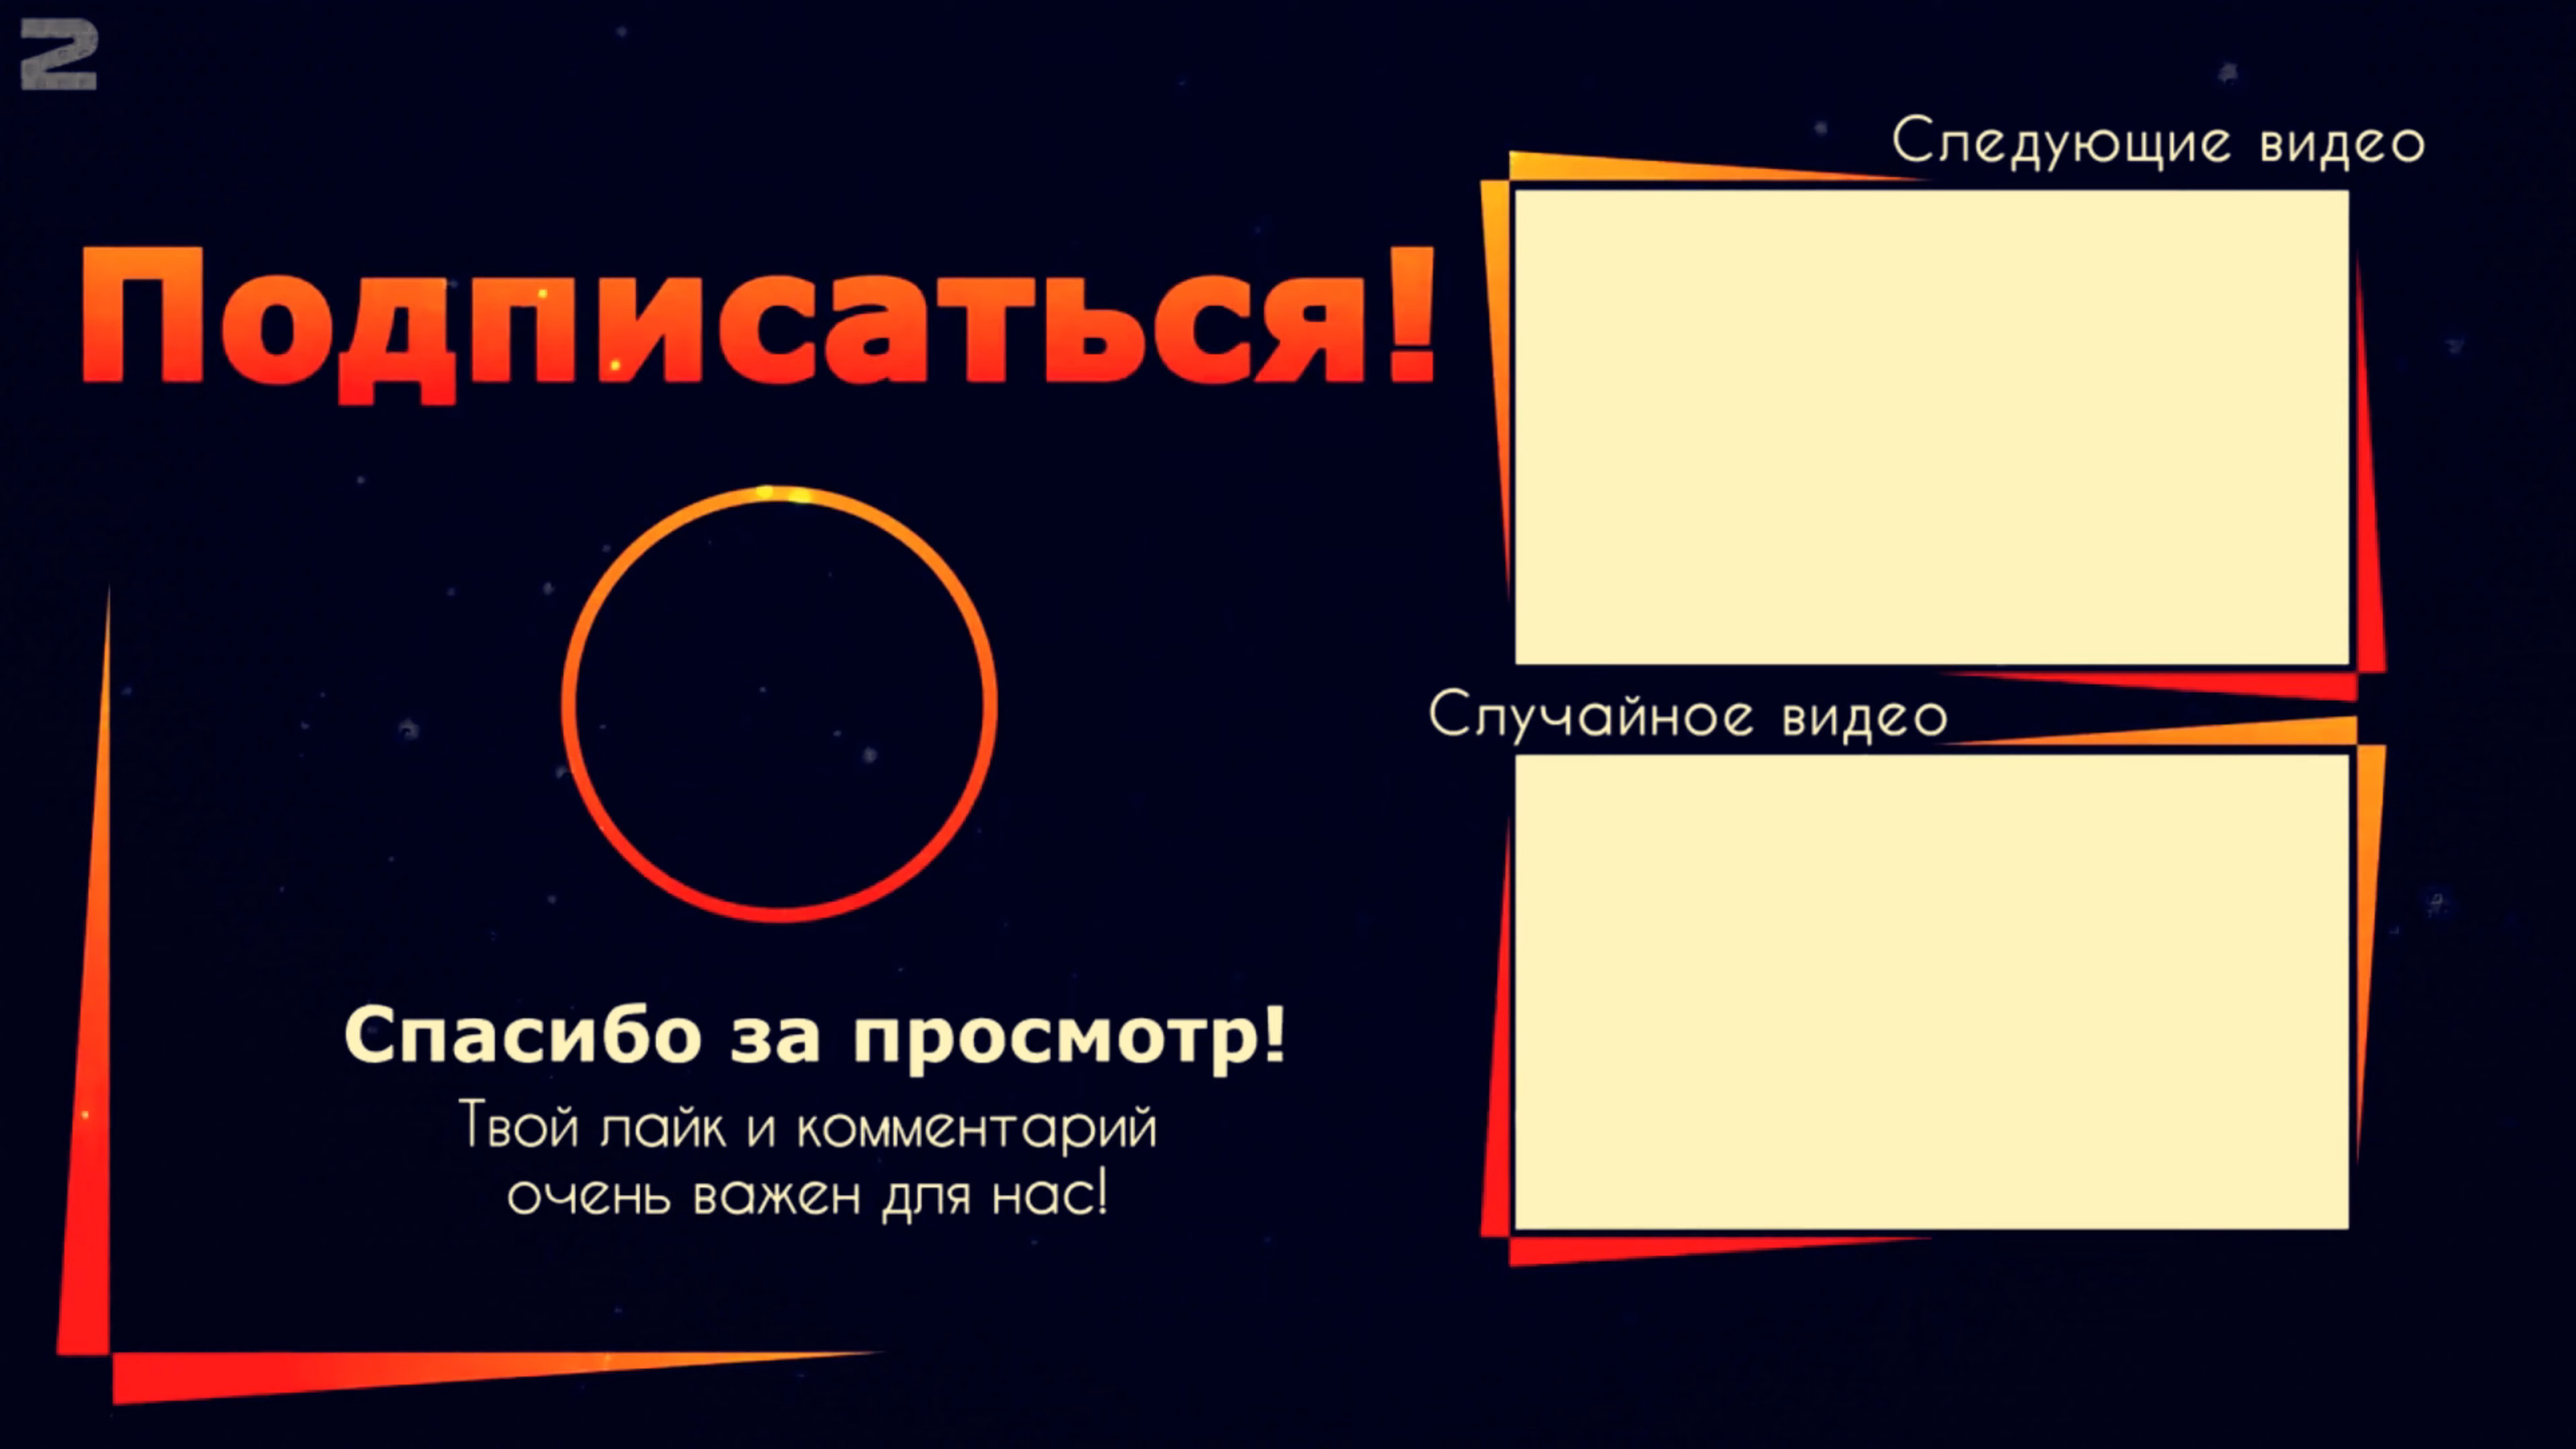 2
Подписаться!
Спасибо за просмотр!
Твой лайк и комментарий
очень важен для нас!
Следующие видео
Случайное видео